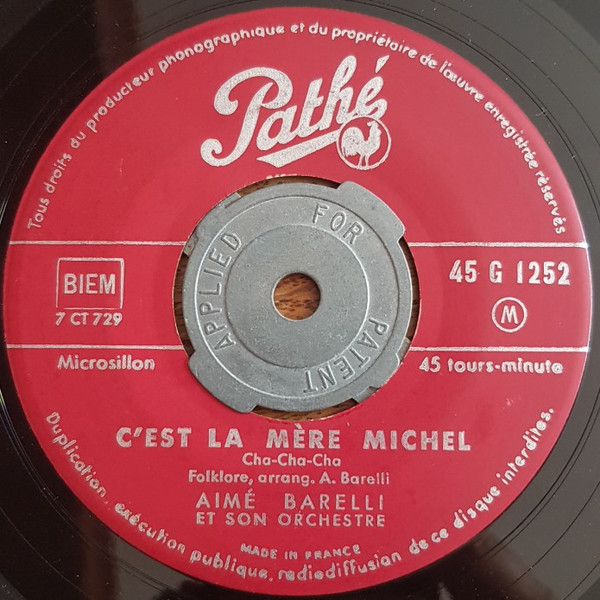 Tous droits du producteur phonographique et du propriétaire de l'œuvre enregistrée réservés
Pathé
APPLIED FOR PATENT
BIEM
7 CT 729
45 G 1252
M
Microsillon
45 tours-minute
C'EST LA MÈRE MICHEL
Cha-Cha-Cha
Folklore, arrang. A. Barelli
AIMÉ BARELLI
ET SON ORCHESTRE
MADE IN FRANCE
Duplication, exécution publique, radiodiffusion de ce disque interdites.